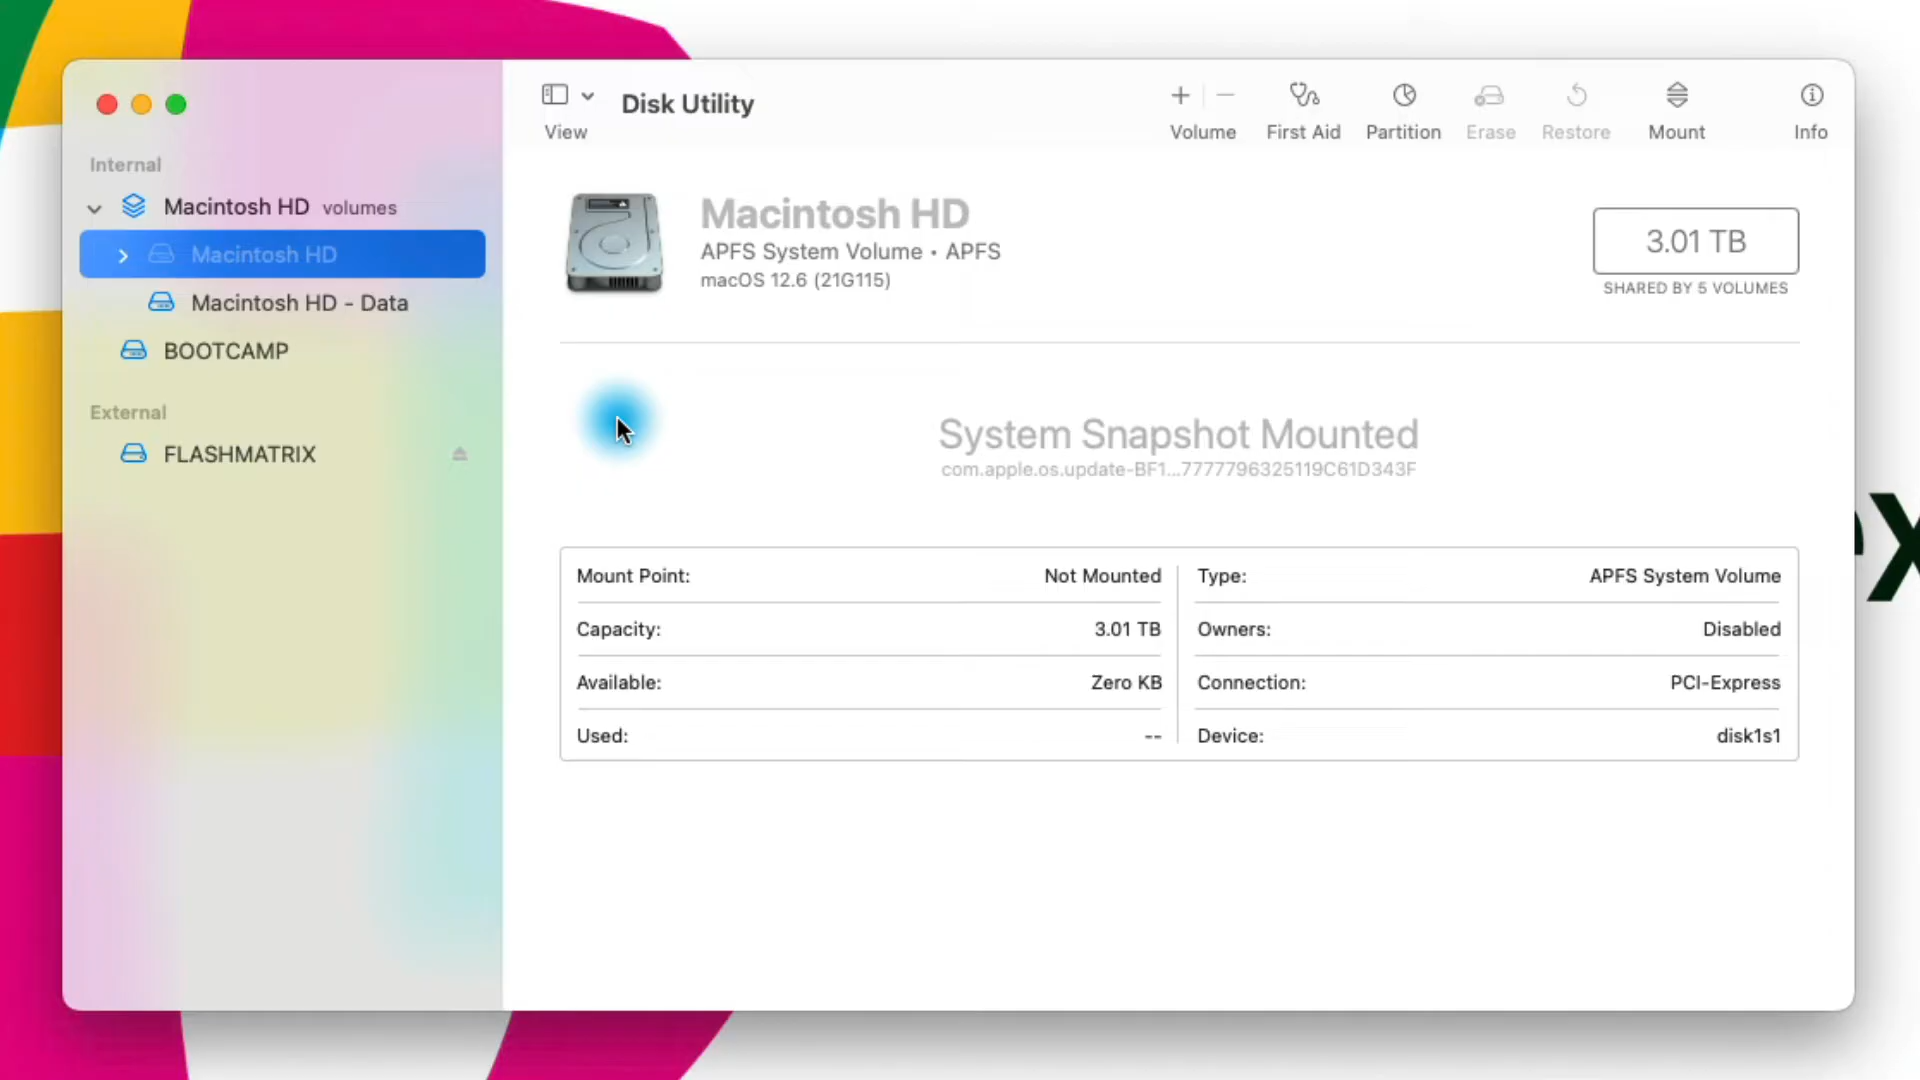 Disk Utility
View
Volume
First Aid
Partition
Erase
Restore
Mount
Info
Internal
Macintosh HD volumes
Macintosh HD
Macintosh HD - Data
BOOTCAMP
External
FLASHMATRIX
Macintosh HD
APFS System Volume • APFS
macOS 12.6 (21G115)
3.01 TB
SHARED BY 5 VOLUMES
System Snapshot Mounted
com.apple.os.update-BF1...7777796325119C61D343F
Mount Point: Not Mounted
Type: APFS System Volume
Capacity: 3.01 TB
Owners: Disabled
Available: Zero KB
Connection: PCI-Express
Used: --
Device: disk1s1